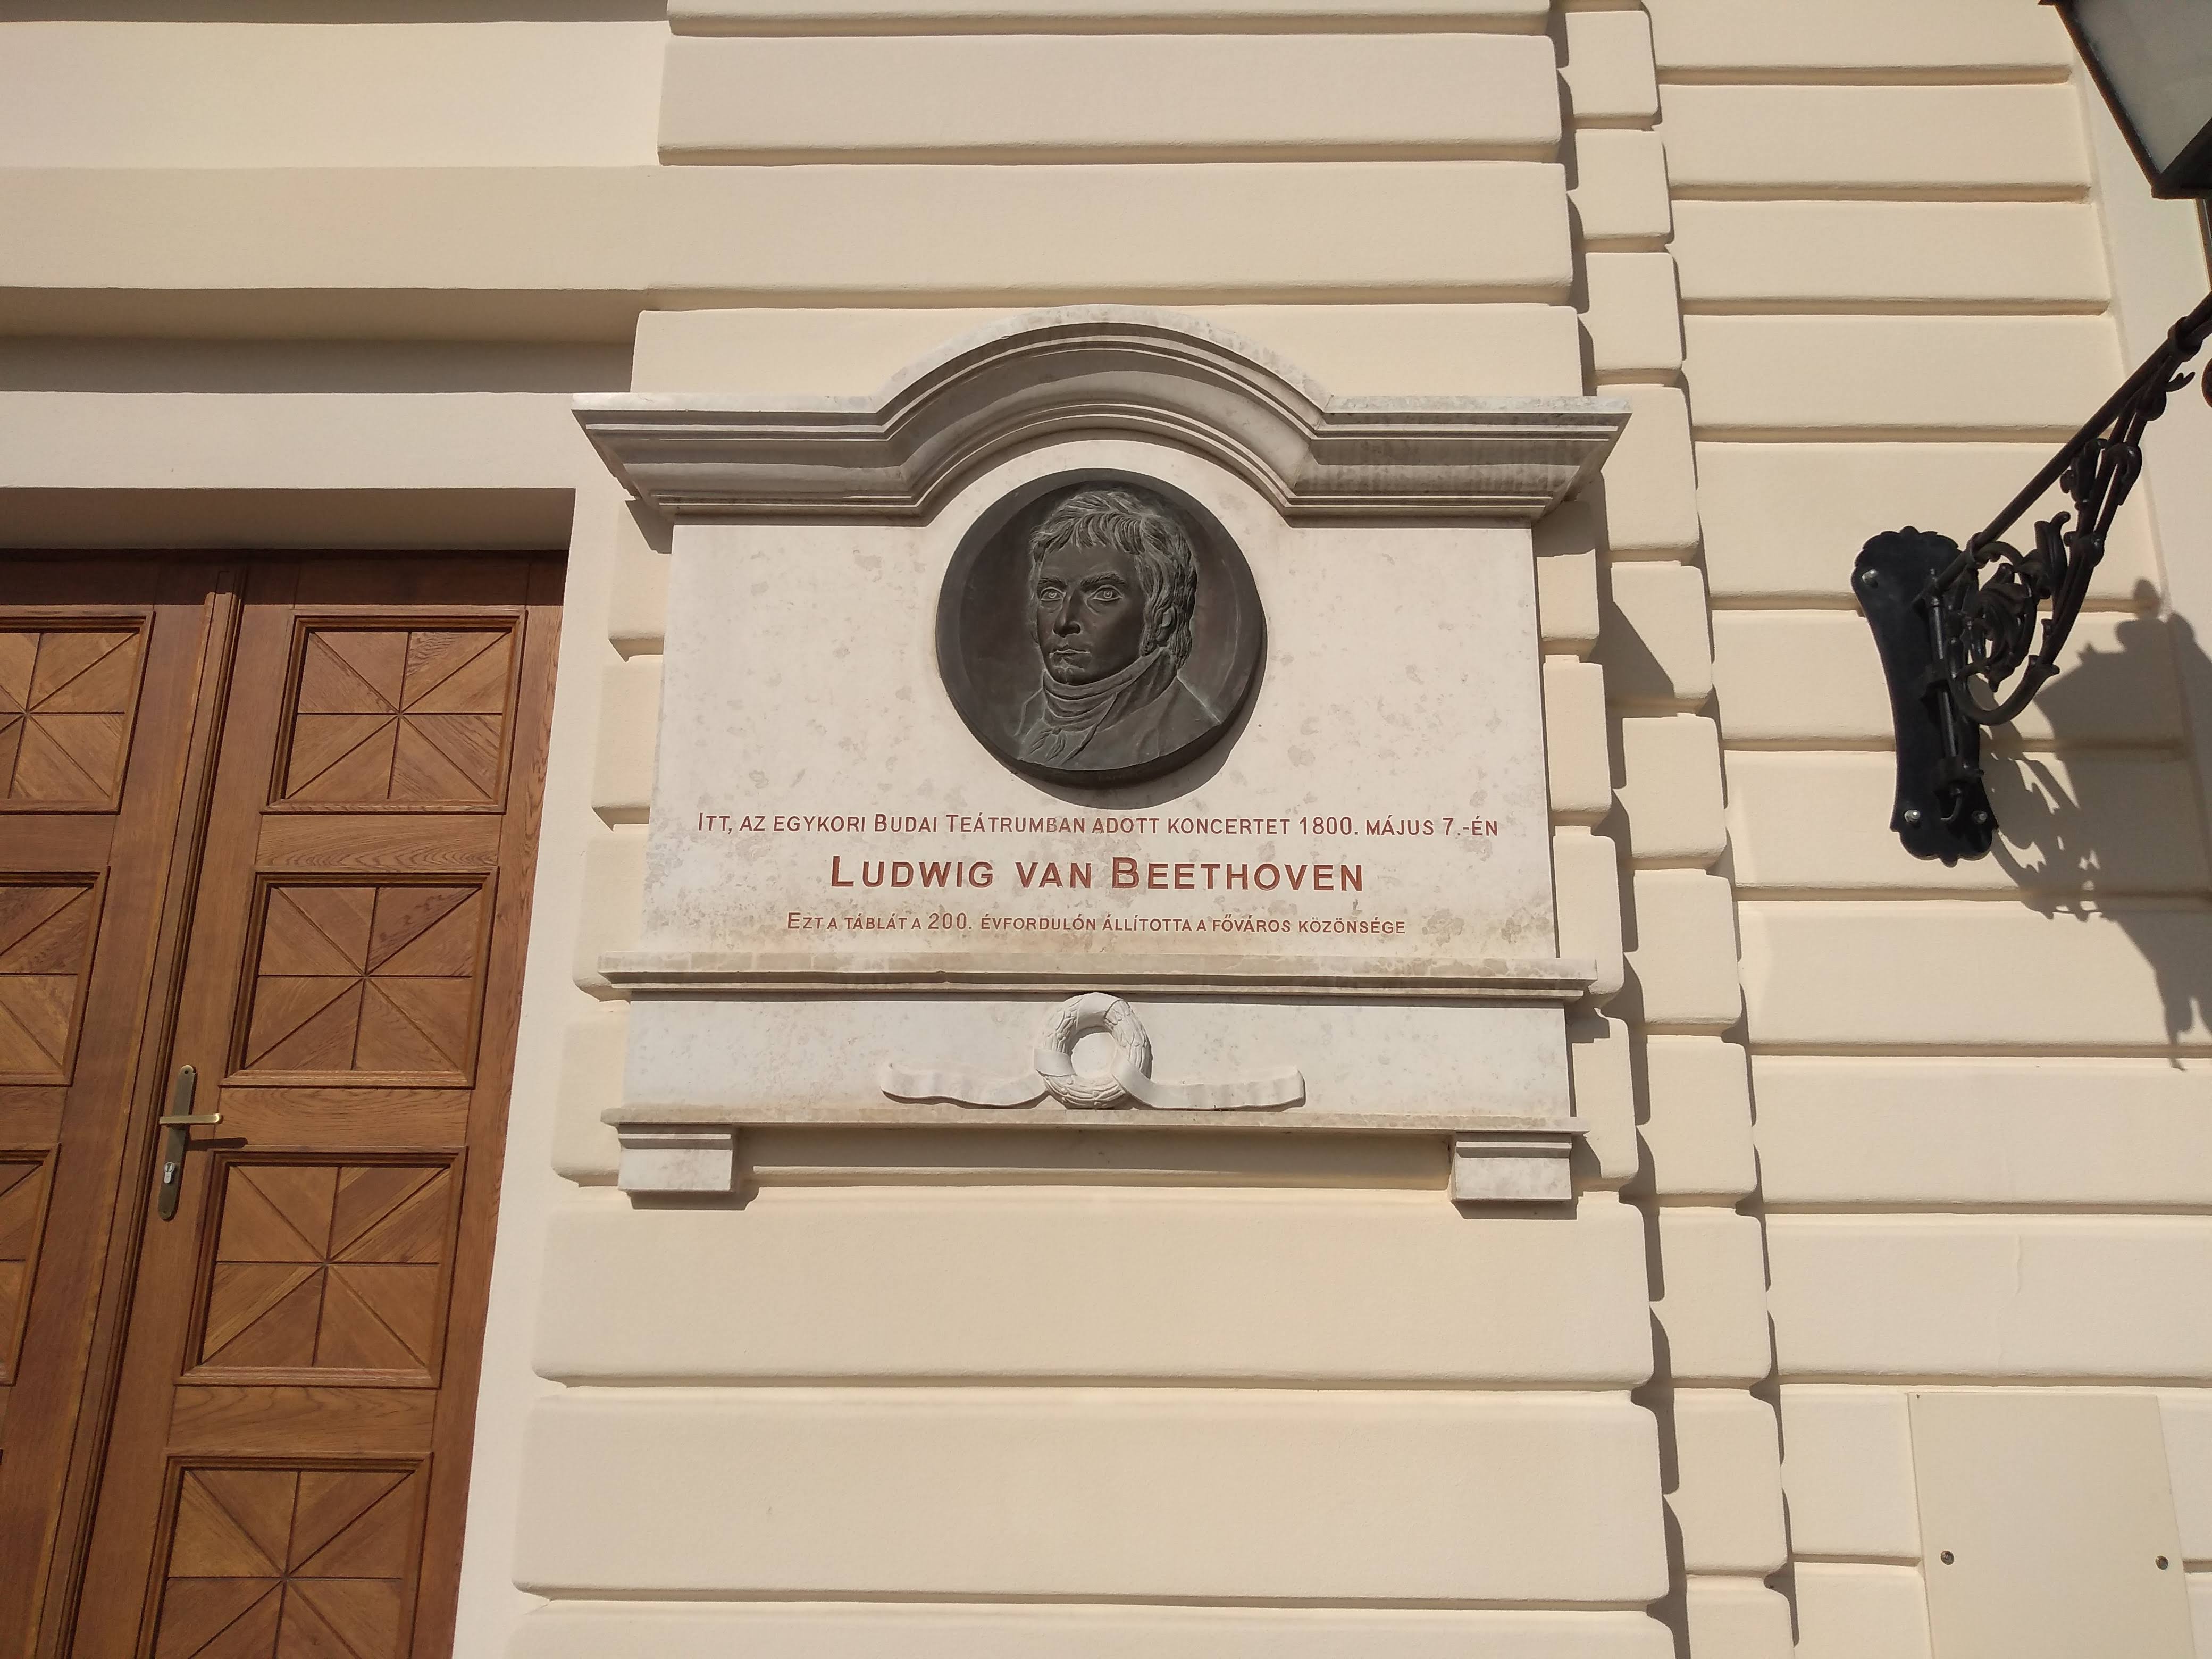 Itt, az egykori Budai Teátrumban adott koncertet 1800. május 7.-én
Ludwig van Beethoven
Ezt a táblát a 200. évfordulón állította a főváros közönsége